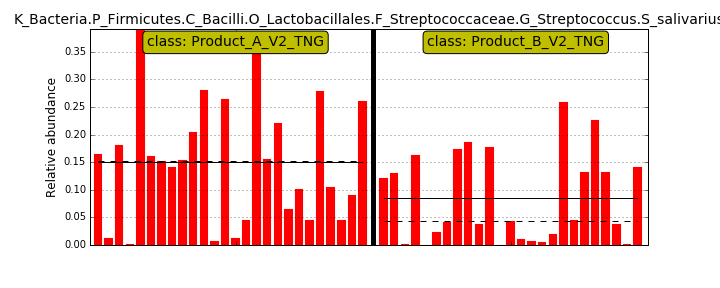 K_Bacteria.P_Firmicutes.C_Bacilli.O_Lactobacillales.F_Streptococcaceae.G_Streptococcus.S_salivarius
class: Product_A_V2_TNG
class: Product_B_V2_TNG
Relative abundance
0.35
0.30
0.25
0.20
0.15
0.10
0.05
0.00